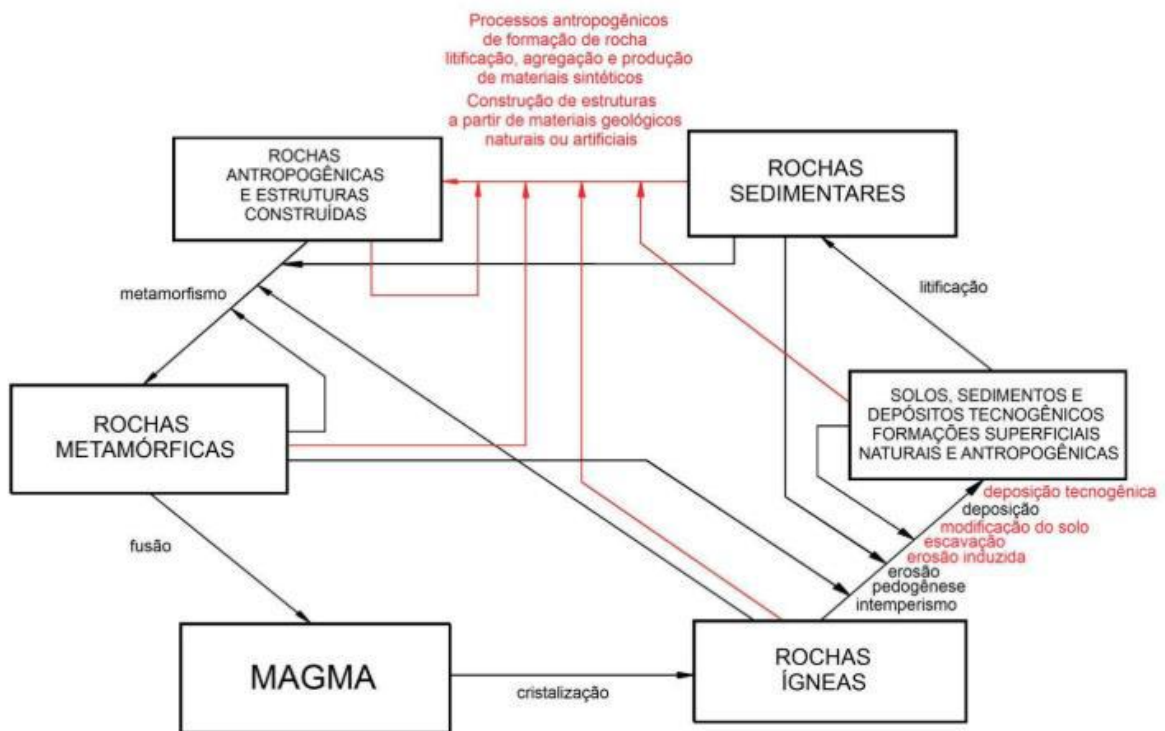 Processos antropogênicos
de formação de rocha
litificação, agregação e produção
de materiais sintéticos
Construção de estruturas
a partir de materiais geológicos
naturais ou artificiais
ROCHAS
ANTROPOGÊNICAS
E ESTRUTURAS
CONSTRUÍDAS
ROCHAS
SEDIMENTARES
metamorfismo
litificação
ROCHAS
METAMÓRFICAS
SOLOS, SEDIMENTOS E
DEPÓSITOS TECNOGÊNICOS
FORMAÇÕES SUPERFICIAIS
NATURAIS E ANTROPOGÊNICAS
deposição tecnogênica
deposição
modificação do solo
escavação
erosão induzida
erosão
pedogênese
intemperismo
fusão
MAGMA
cristalização
ROCHAS
ÍGNEAS